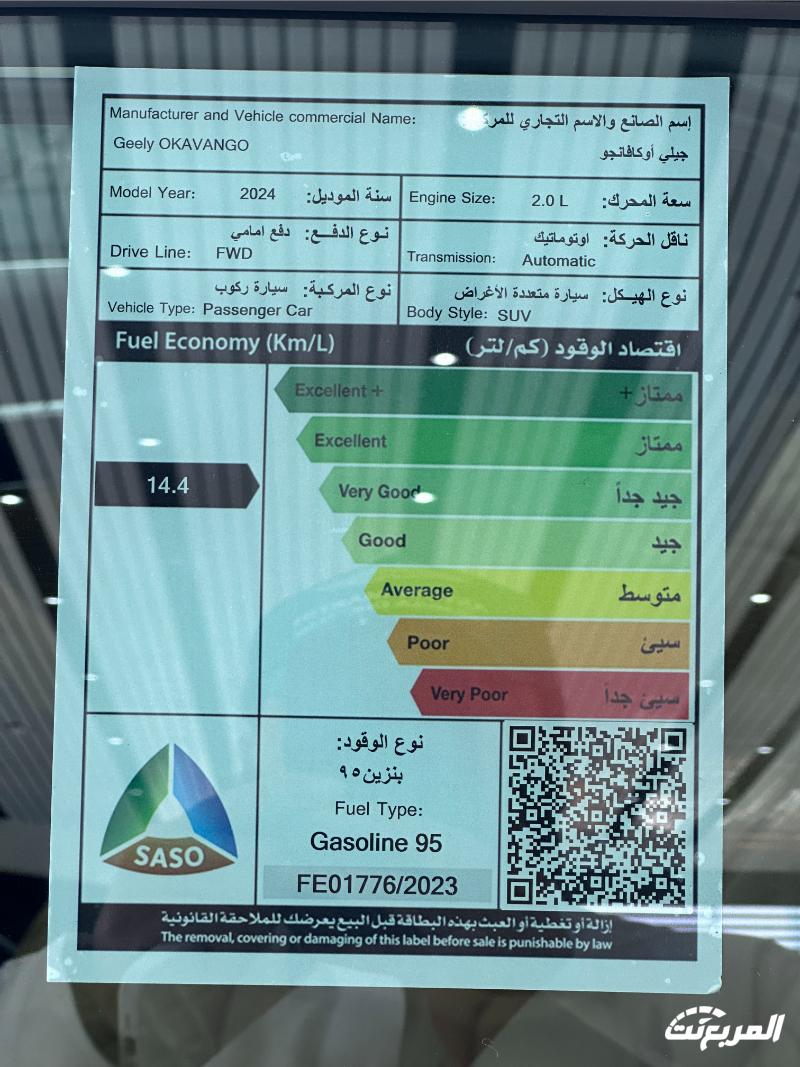 Manufacturer and Vehicle commercial Name:
إسم الصانع والاسم التجاري
Geely OKAVANGO
جيلي أوكافانجو
Model Year: 2024 سنة الموديل:
Engine Size: 2.0 L سعة المحرك:
نـوع الدفــع: دفع امامي
Drive Line: FWD
ناقل الحركة: اوتوماتيك
Transmission: Automatic
نوع المركـبة: سيارة ركوب
Vehicle Type: Passenger Car
نوع الهيـكل: سيارة متعددة الأغراض
Body Style: SUV
Fuel Economy (Km/L) اقتصاد الوقود (كم/لتر)
Excellent + ممتاز+
Excellent ممتاز
14.4
Very Good جيد جداً
Good جيد
Average متوسط
Poor سيئ
Very Poor سيئ جداً
SASO
نوع الوقود:
بنزين ٩٥
Fuel Type:
Gasoline 95
FE01776/2023
إزالة أو تغطية أو العبث بهذه البطاقة قبل البيع يعرضك للملاحقة القانونية
The removal, covering or damaging of this label before sale is punishable by law
المربع نت